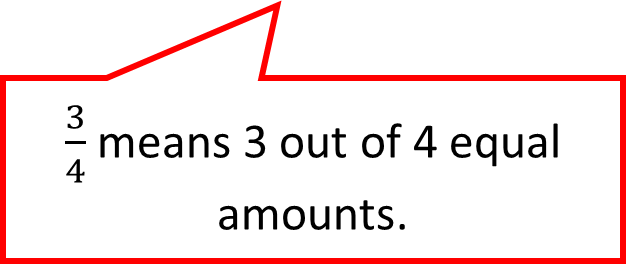 3/4 means 3 out of 4 equal
amounts.